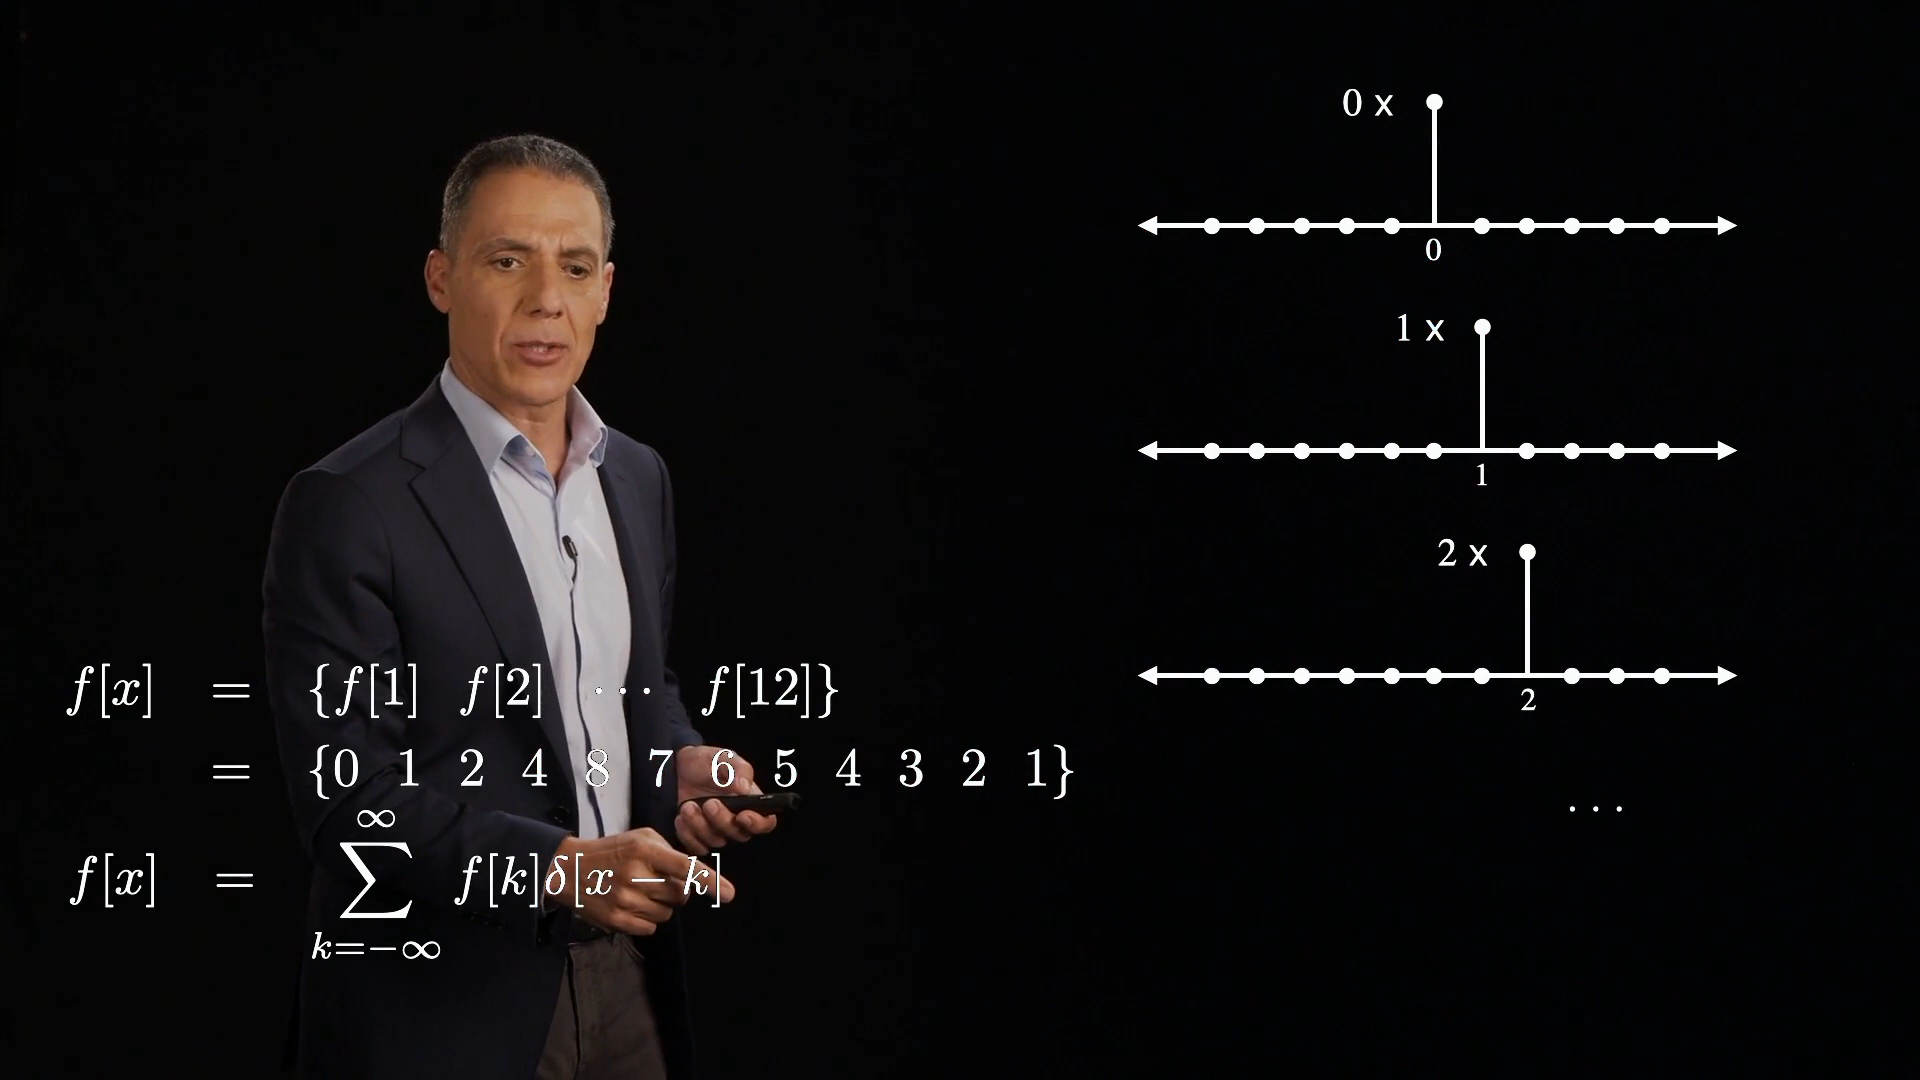 f[x] = {f[1] f[2] ··· f[12]}
= {0 1 2 4 8 7 6 5 4 3 2 1}
f[x] = ∑_{k=-∞}^{∞} f[k]δ[x − k]
0 x
0
1 x
1
2 x
2
...